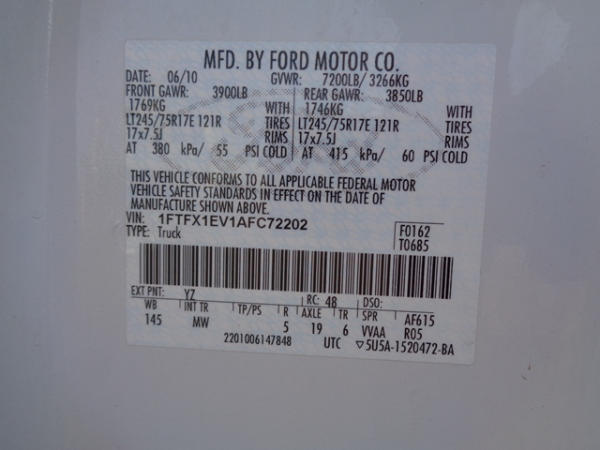 MFD. BY FORD MOTOR CO.
DATE: 06/10 GVWR: 7200LB/ 3266KG
FRONT GAWR: 3900LB REAR GAWR: 3850LB
1769KG WITH 1746KG WITH
LT245/75R17E 121R TIRES LT245/75R17E 121R TIRES
17x7.5J RIMS 17x7.5J RIMS
AT 380 kPa/ 55 PSI COLD AT 415 kPa/ 60 PSI COLD
THIS VEHICLE CONFORMS TO ALL APPLICABLE FEDERAL MOTOR
VEHICLE SAFETY STANDARDS IN EFFECT ON THE DATE OF
MANUFACTURE SHOWN ABOVE.
VIN: 1FTFX1EV1AFC72202 F0162
TYPE: Truck T0685
EXT PNT: YZ RC: 48 DSO:
WB INT TR TP/PS R AXLE TR SPR AF615
145 MW 5 19 6 VVAA R05
2201006147848 UTC ▽5U5A-1520472-BA